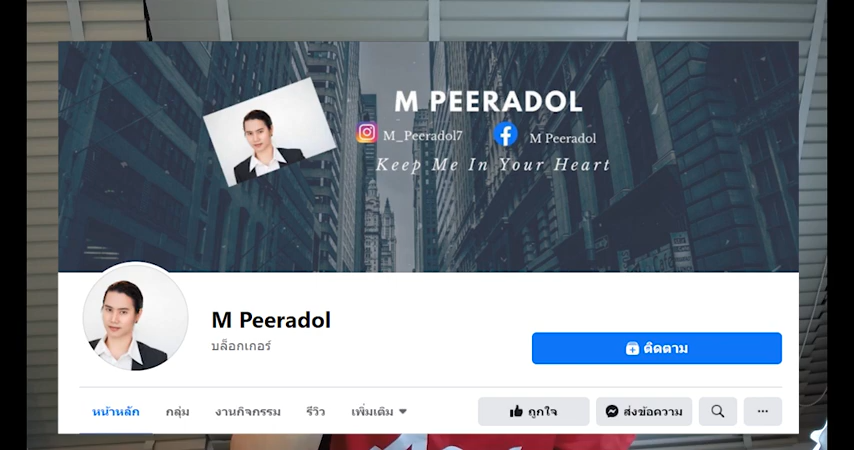 M PEERADOL
M_Peeradol7 M Peeradol
Keep Me In Your Heart
M Peeradol
บล็อกเกอร์
ติดตาม
หน้าหลัก กลุ่ม งานกิจกรรม รีวิว เพิ่มเติม ถูกใจ ส่งข้อความ